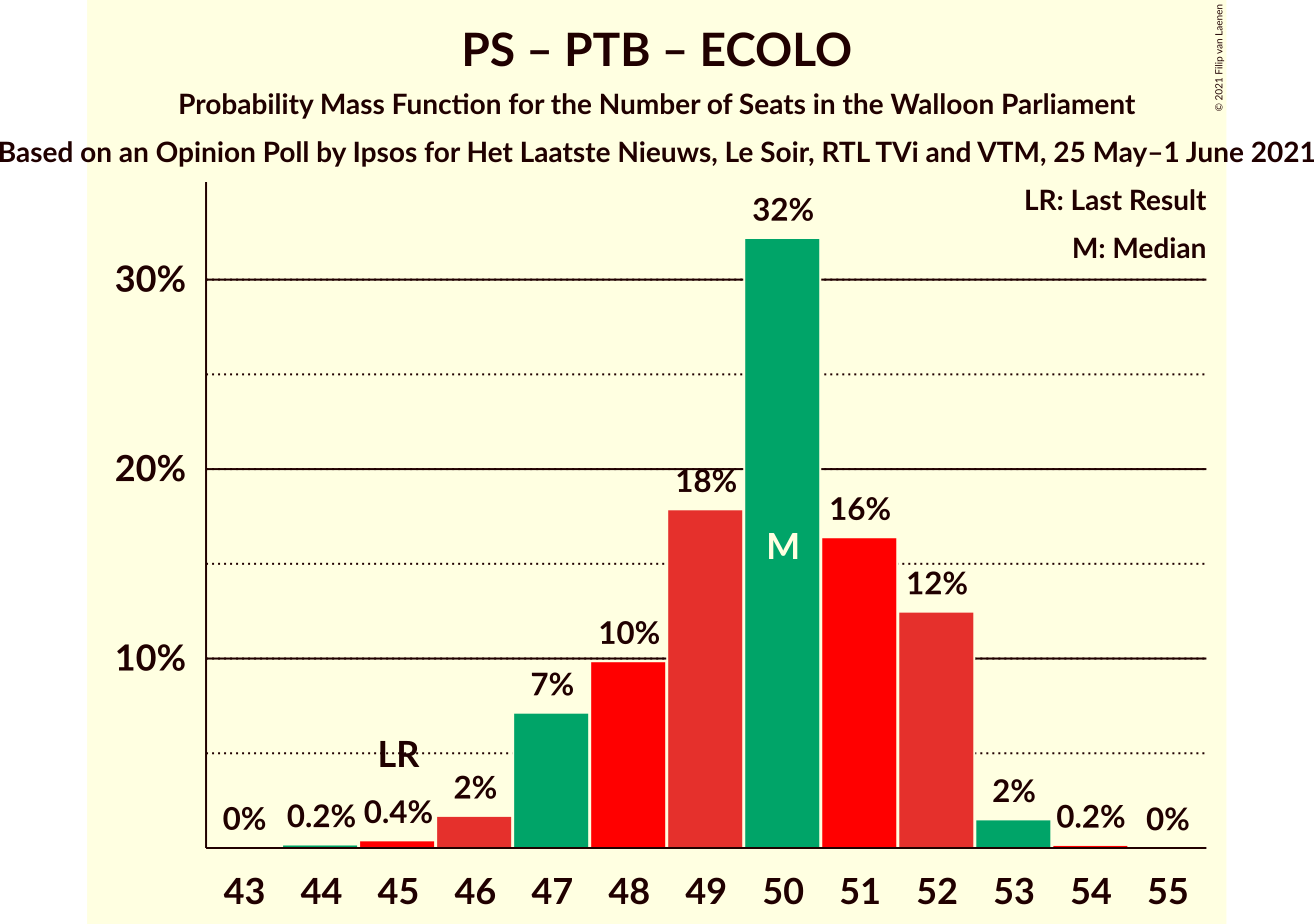 PS – PTB – ECOLO
Probability Mass Function for the Number of Seats in the Walloon Parliament
Based on an Opinion Poll by Ipsos for Het Laatste Nieuws, Le Soir, RTL TVi and VTM, 25 May–1 June 2021
© 2021 Filip van Laenen
LR: Last Result
M: Median
30%
20%
10%
0%
0.2%
0.4%
LR
2%
7%
10%
18%
32%
M
16%
12%
2%
0.2%
0%
43 44 45 46 47 48 49 50 51 52 53 54 55